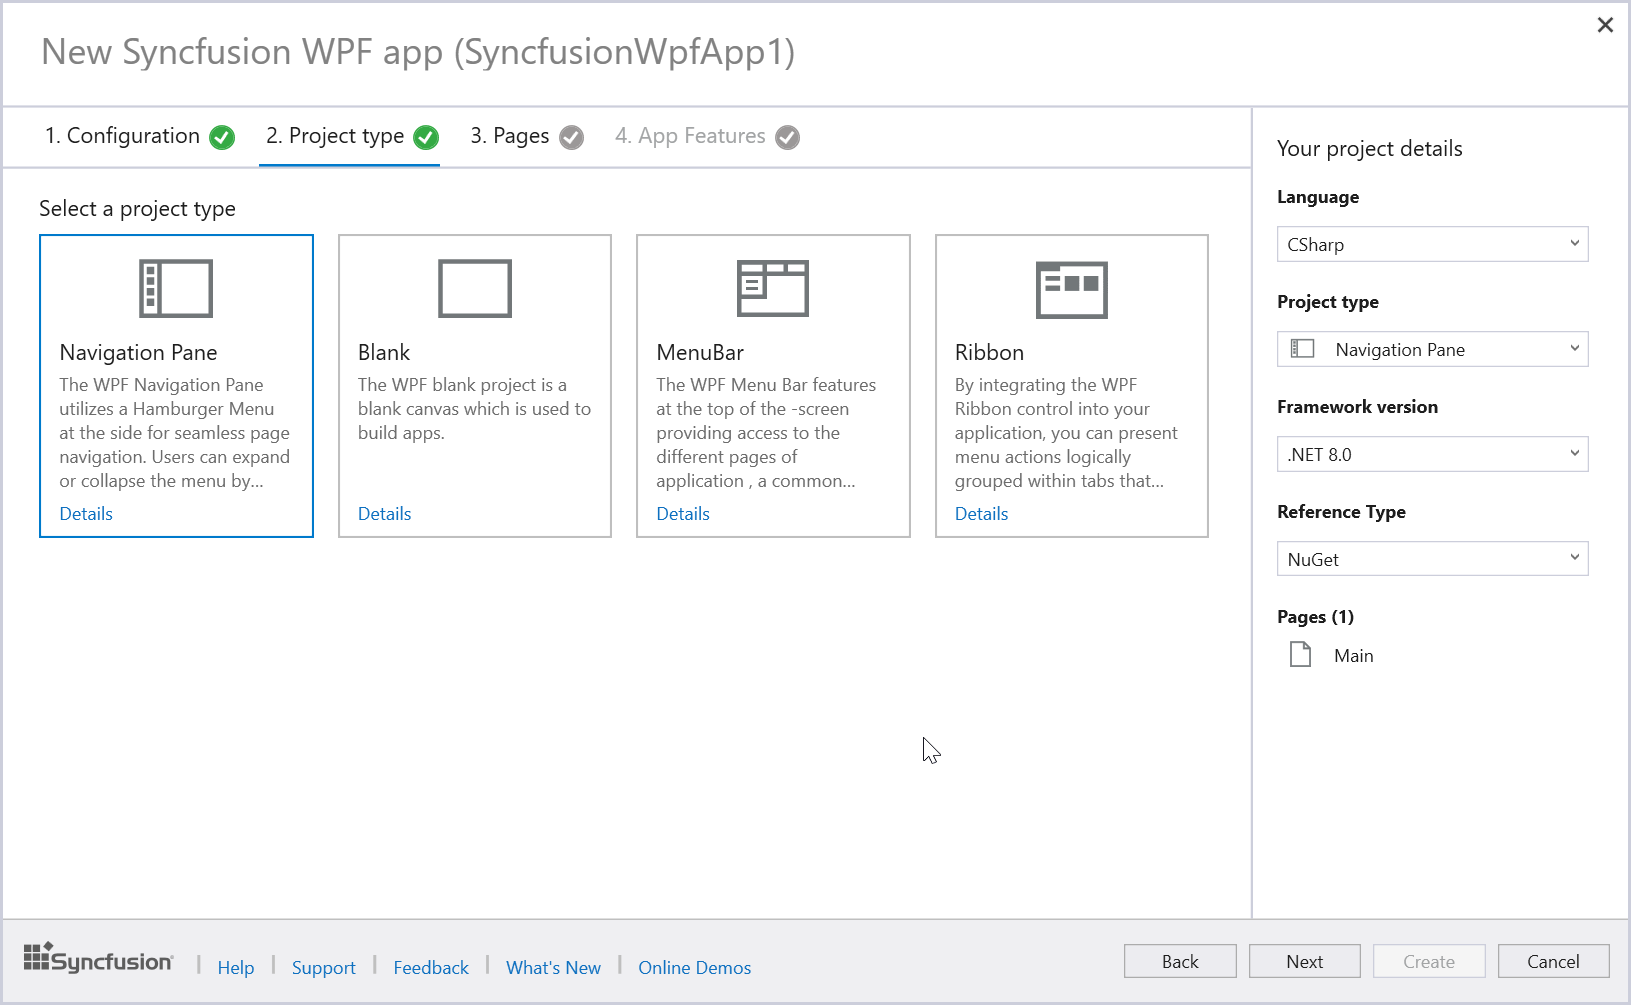 New Syncfusion WPF app (SyncfusionWpfApp1)
1. Configuration
2. Project type
3. Pages
4. App Features
Select a project type
Navigation Pane
The WPF Navigation Pane
utilizes a Hamburger Menu
at the side for seamless page
navigation. Users can expand
or collapse the menu by...
Details
Blank
The WPF blank project is a
blank canvas which is used to
build apps.
Details
MenuBar
The WPF Menu Bar features
at the top of the -screen
providing access to the
different pages of
application , a common...
Details
Ribbon
By integrating the WPF
Ribbon control into your
application, you can present
menu actions logically
grouped within tabs that...
Details
Your project details
Language
CSharp
Project type
Navigation Pane
Framework version
.NET 8.0
Reference Type
NuGet
Pages (1)
Main
Syncfusion
Help
Support
Feedback
What's New
Online Demos
Back
Next
Create
Cancel